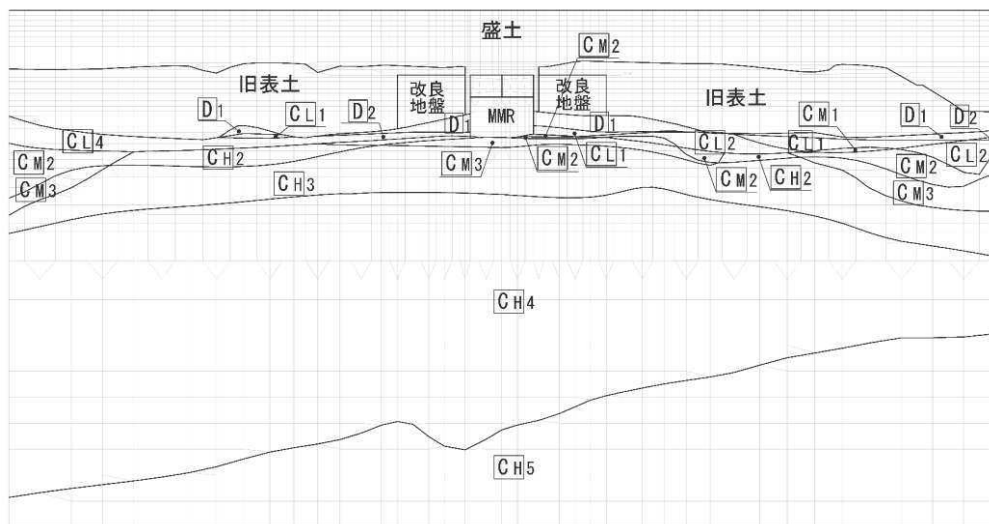 盛土
CM2
旧表土
改良
地盤
MMR
改良
地盤
旧表土
D1
CL1
D2
D1
D1
CM1
D1
D2
CL4
CH2
CM3
CM2
CL1
CL2
CL1
CL2
CM2
CM3
CH3
CM2
CH2
CM2
CM3
CH4
CH5